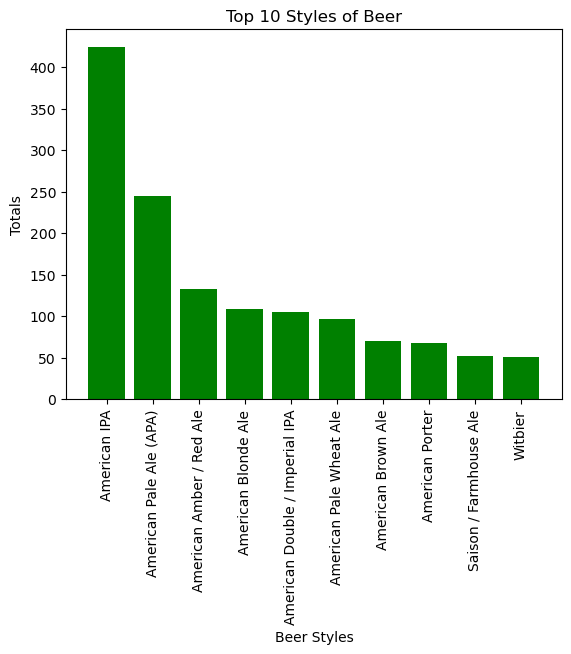 Top 10 Styles of Beer
Totals
400
350
300
250
200
150
100
50
0
American IPA
American Pale Ale (APA)
American Amber / Red Ale
American Blonde Ale
American Double / Imperial IPA
American Pale Wheat Ale
American Brown Ale
American Porter
Saison / Farmhouse Ale
Witbier
Beer Styles